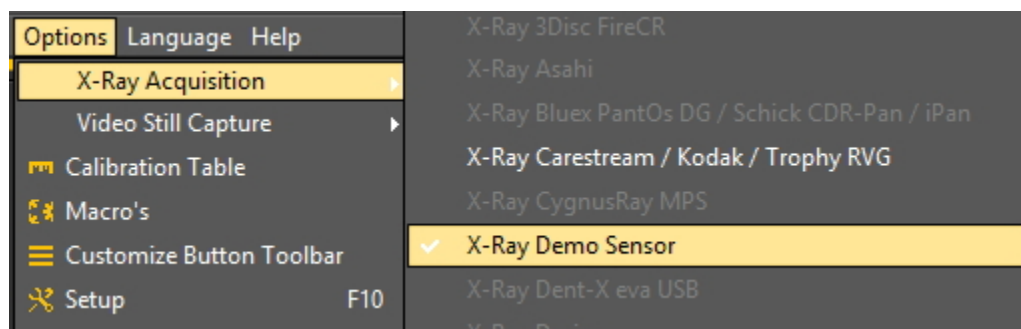 Options Language Help
X-Ray Acquisition
Video Still Capture
Calibration Table
Macro's
Customize Button Toolbar
Setup F10
X-Ray 3Disc FireCR
X-Ray Asahi
X-Ray Bluex PantOs DG / Schick CDR-Pan / iPan
X-Ray Carestream / Kodak / Trophy RVG
X-Ray CygnusRay MPS
X-Ray Demo Sensor
X-Ray Dent-X eva USB